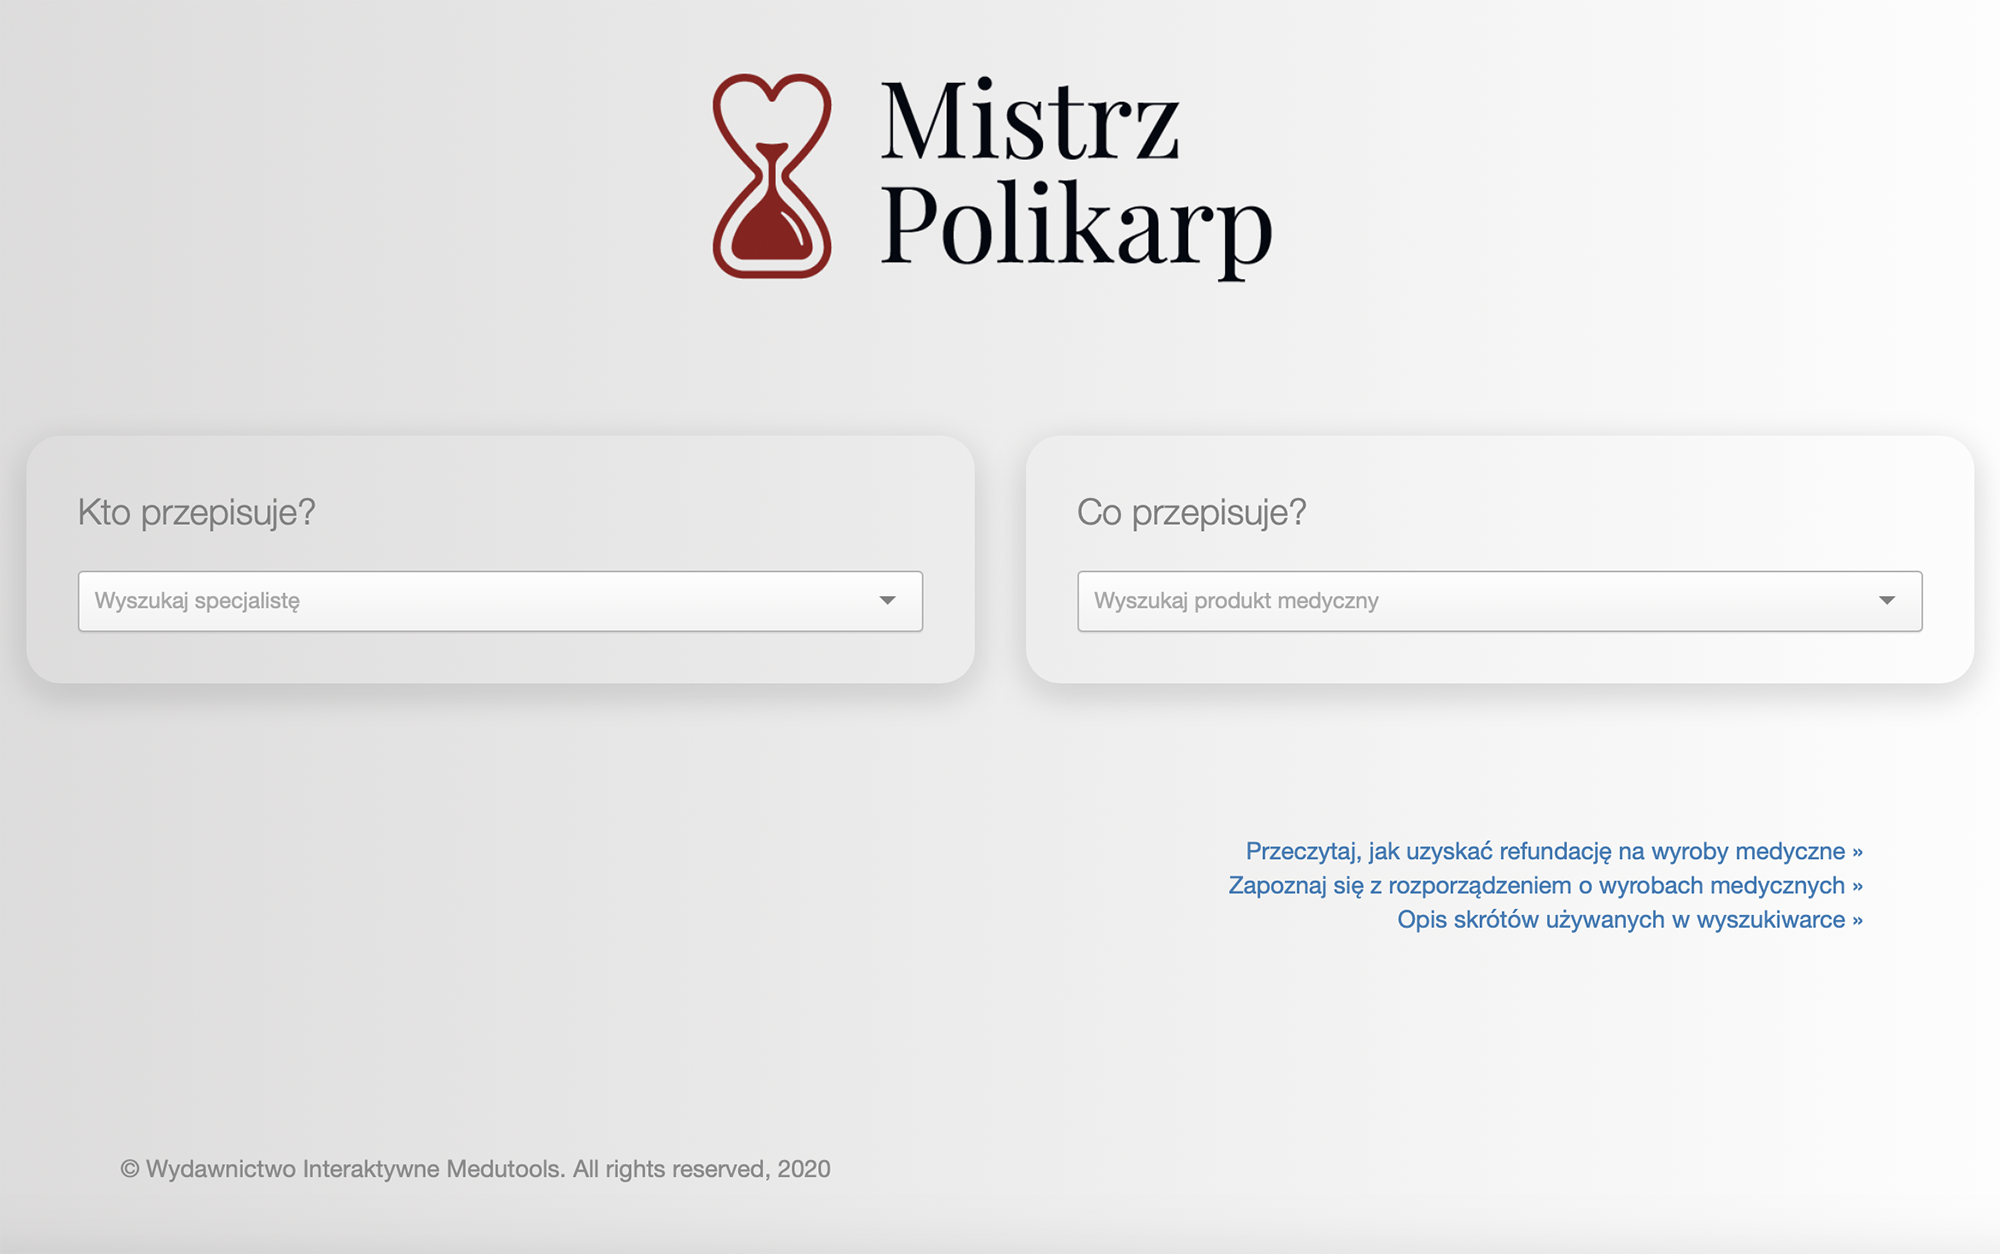 Mistrz
Polikarp
Kto przepisuje?
Wyszukaj specjalistę
Co przepisuje?
Wyszukaj produkt medyczny
Przeczytaj, jak uzyskać refundację na wyroby medyczne »
Zapoznaj się z rozporządzeniem o wyrobach medycznych »
Opis skrótów używanych w wyszukiwarce »
© Wydawnictwo Interaktywne Medutools. All rights reserved, 2020